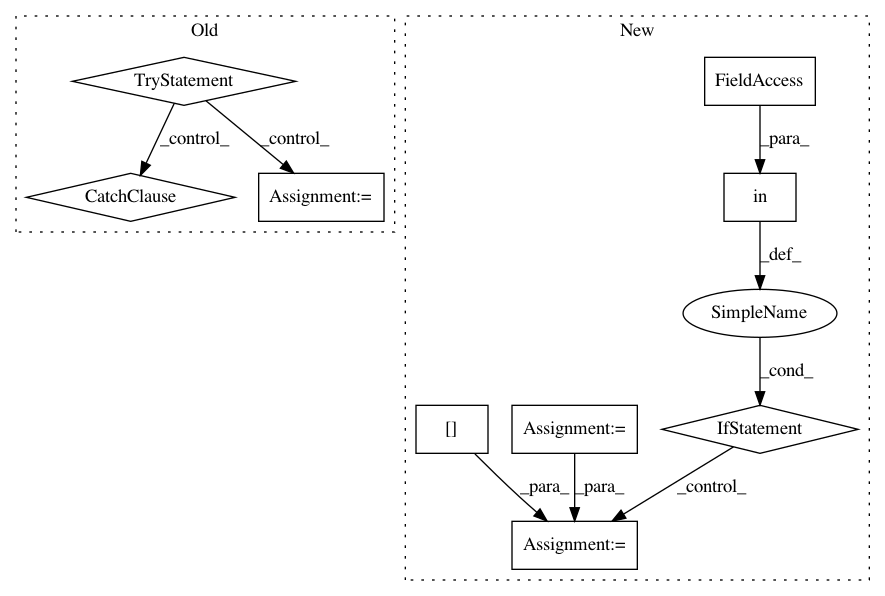 Old
New
TryStatement
FieldAccess
_control_
_control_
_para_
CatchClause
Assignment:=
in
_def_
SimpleName
_cond_
[]
Assignment:=
IfStatement
_para_
_para_
_control_
Assignment:=